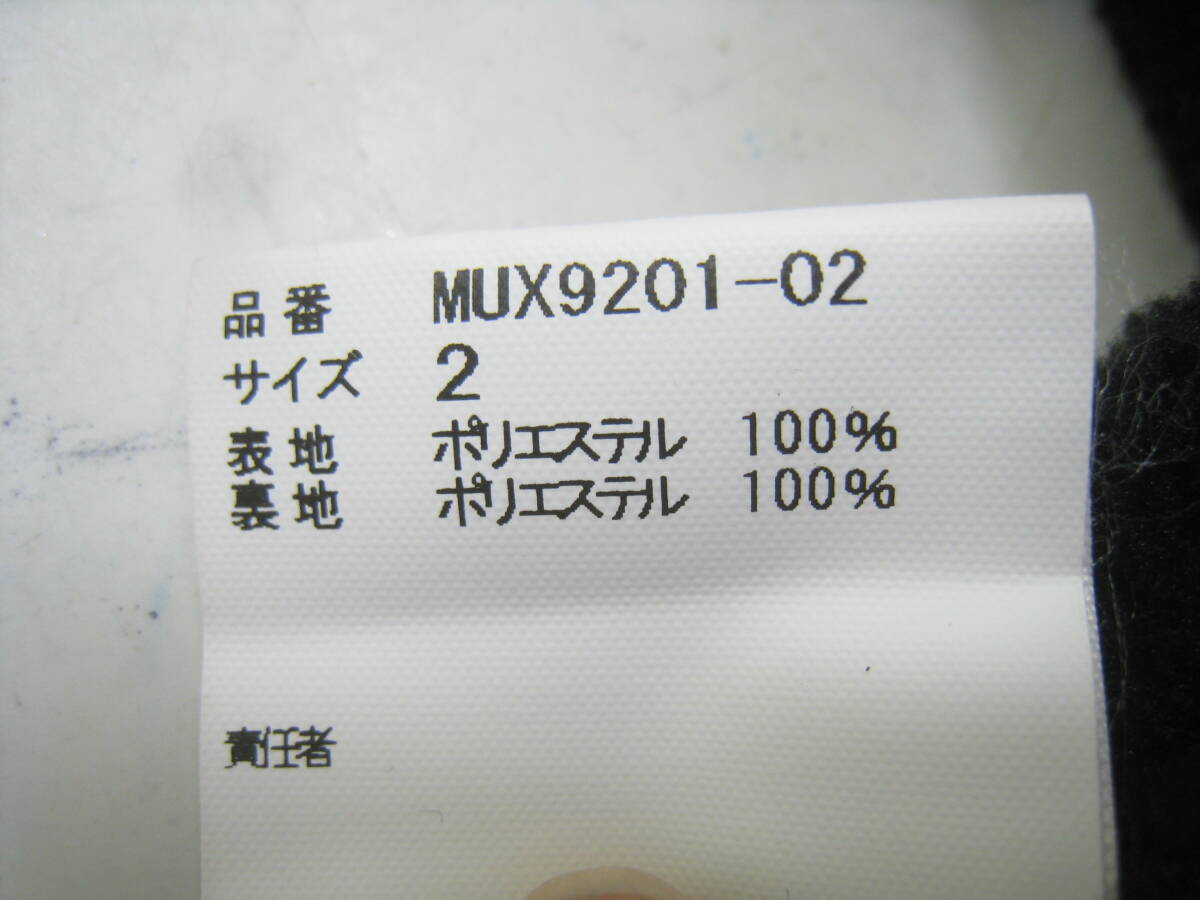 品番 MUX9201-02
サイズ 2
表地 ポリエステル 100%
裏地 ポリエステル 100%
責任者